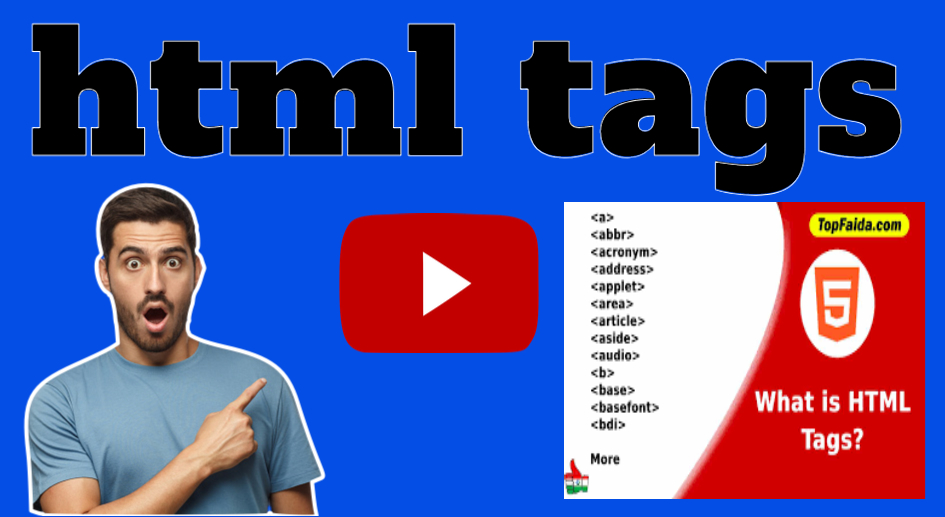 html tags
<a>
<abbr>
<acronym>
<address>
<applet>
<area>
<article>
<aside>
<audio>
<b>
<base>
<basefont>
<bdi>
More
TopFaida.com
5
What is HTML
Tags?